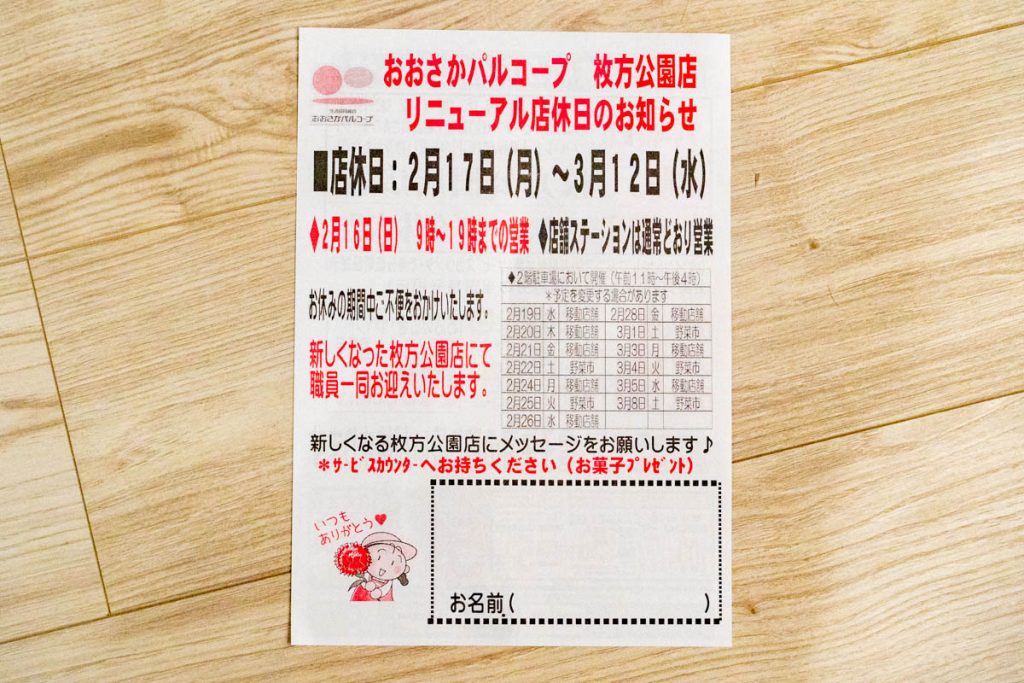 おおさかパルコープ 枚方公園店
リニューアル店休日のお知らせ
おおさかパルコープ
■店休日：2月17日（月）～3月12日（水）
◆2月16日（日） 9時～19時までの営業 ◆店舗ステーションは通常どおり営業
◆2階駐車場において開催（午前11時～午後4時）
＊予定を変更する場合があります
2月19日 水 移動店舗 2月28日 金 移動店舗
2月20日 木 移動店舗 3月1日 土 野菜市
2月21日 金 移動店舗 3月3日 月 移動店舗
2月22日 土 野菜市 3月4日 火 野菜市
2月24日 月 移動店舗 3月5日 水 移動店舗
2月25日 火 野菜市 3月8日 土 野菜市
2月26日 水 移動店舗
お休みの期間中ご不便をおかけいたします。
新しくなった枚方公園店にて
職員一同お迎えいたします。
新しくなる枚方公園店にメッセージをお願いします♪
＊ｻｰﾋﾞｽｶｳﾝﾀｰへお持ちください（お菓子ﾌﾟﾚｾﾞﾝﾄ）
いつも
ありがとう♥
お名前（ ）